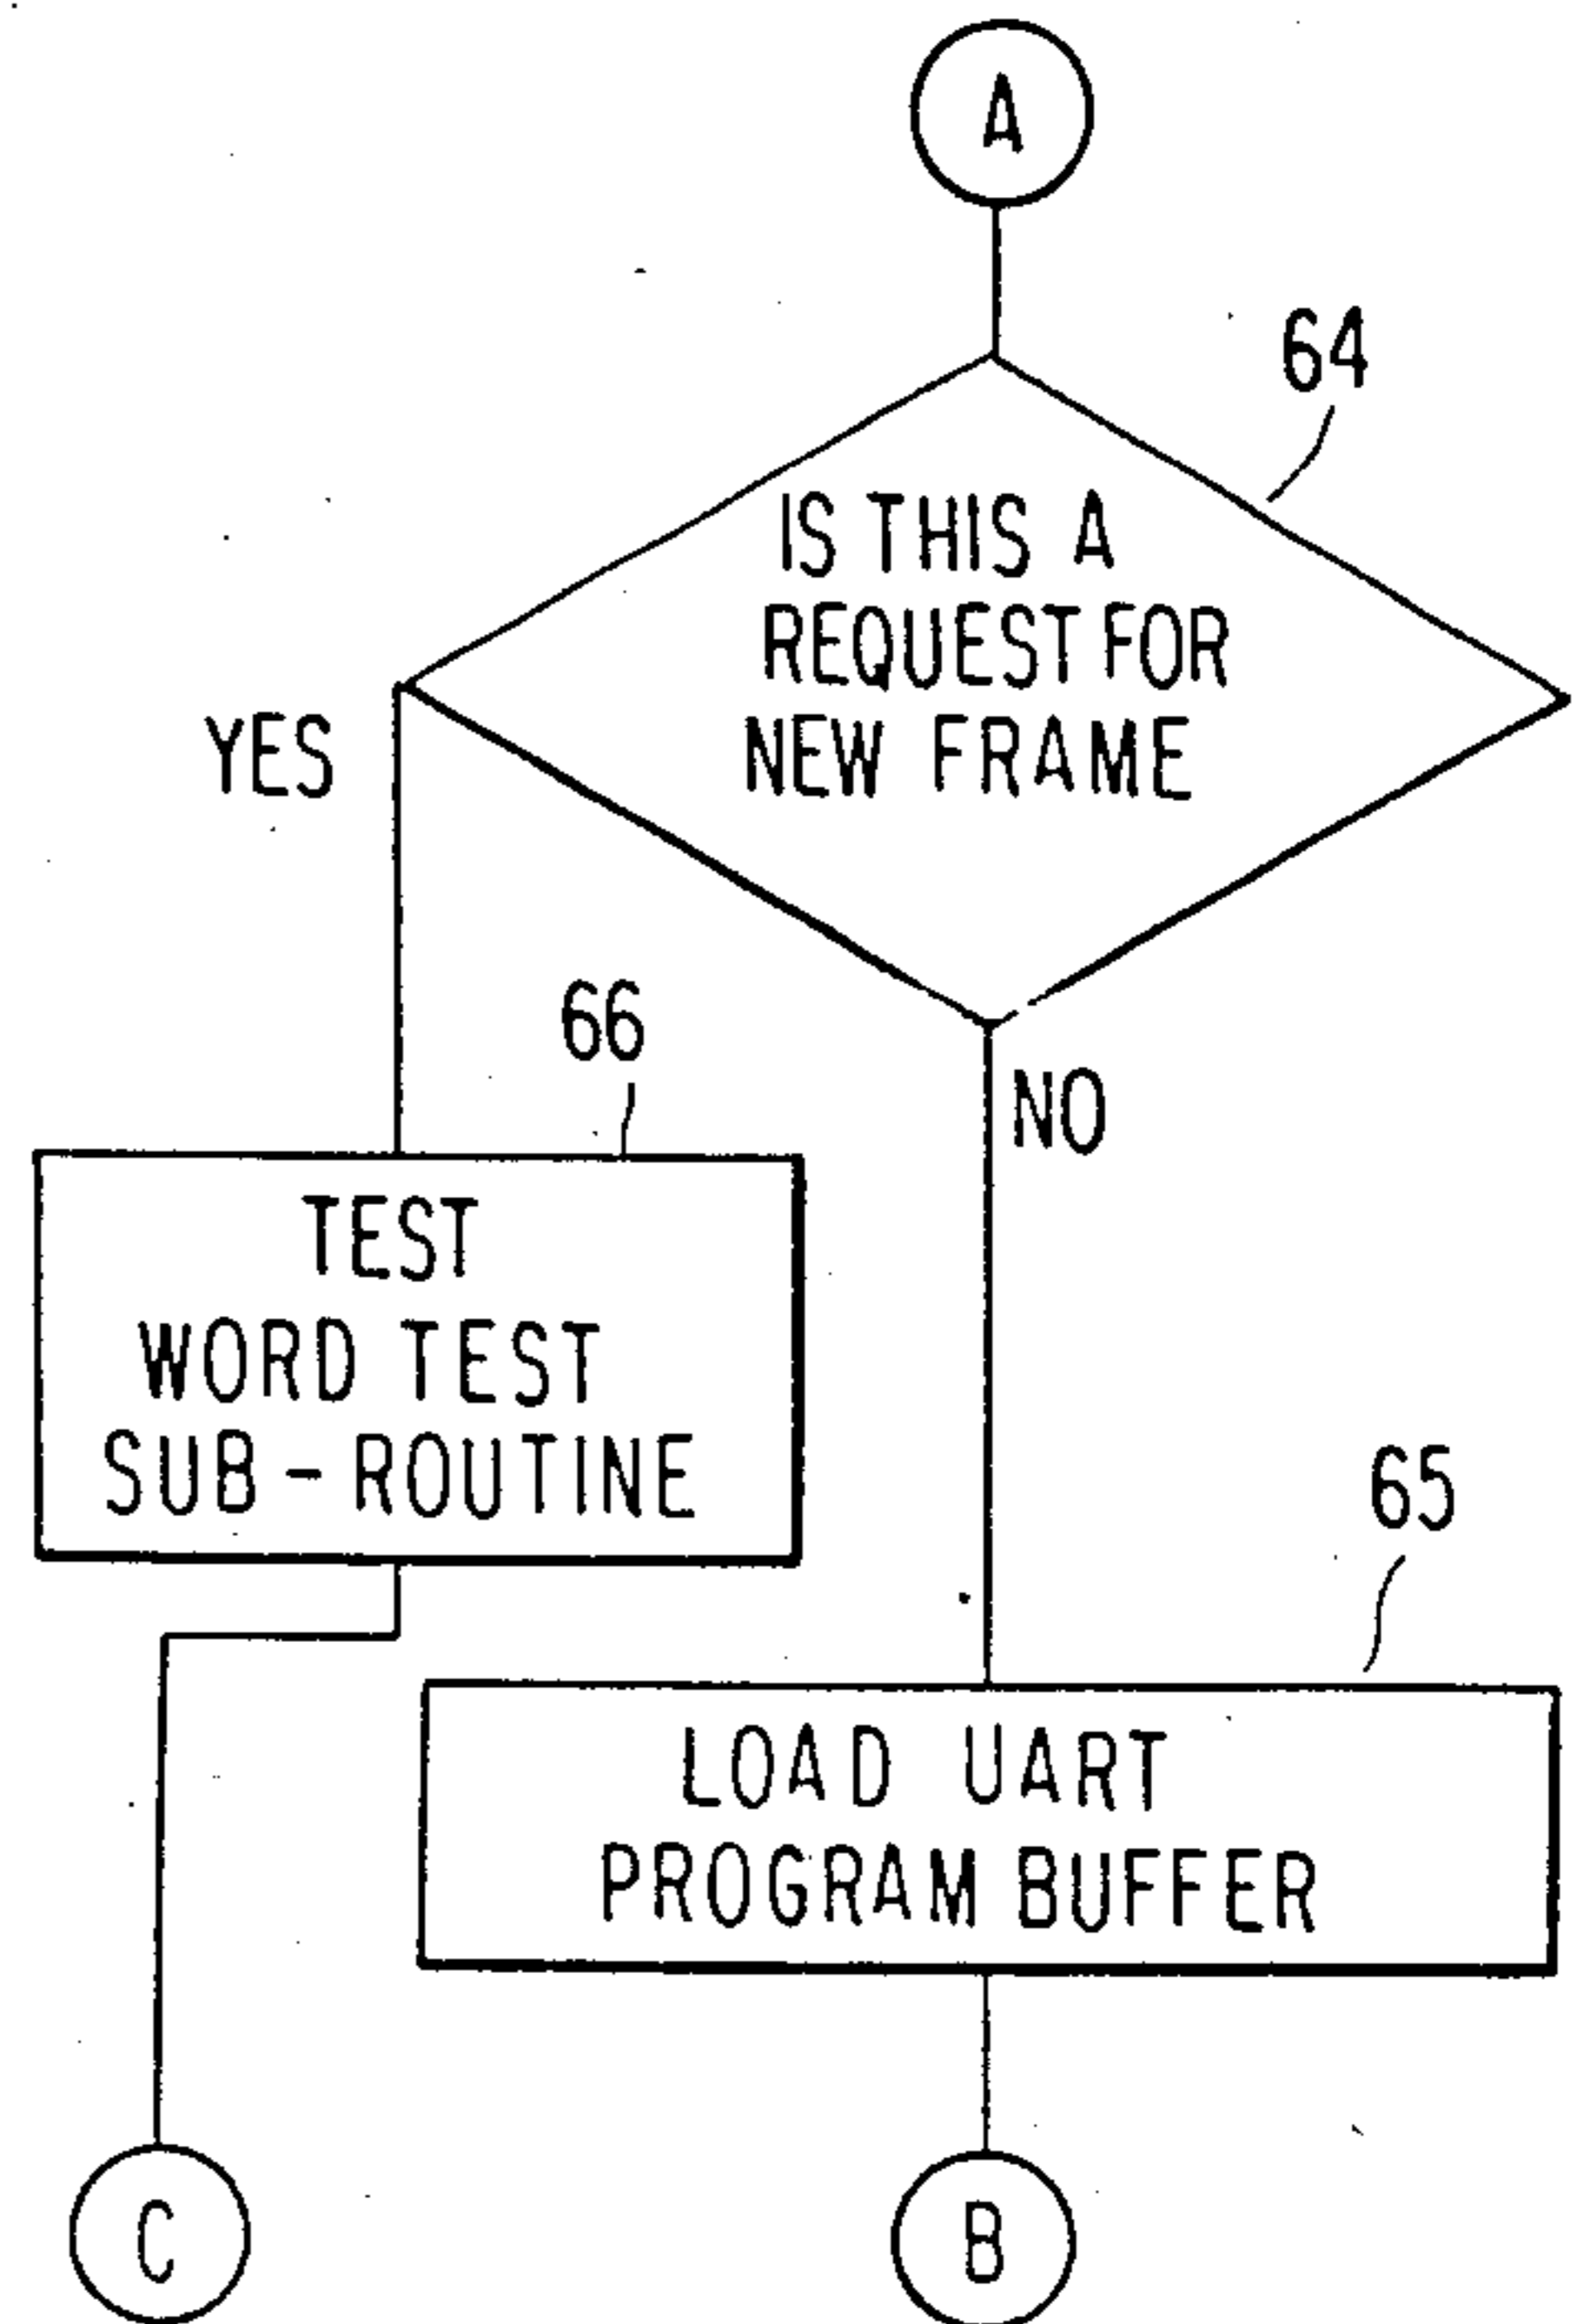 A
64
IS THIS A
REQUEST FOR
NEW FRAME
YES
NO
66
TEST
WORD TEST
SUB-ROUTINE
65
LOAD UART
PROGRAM BUFFER
C
B